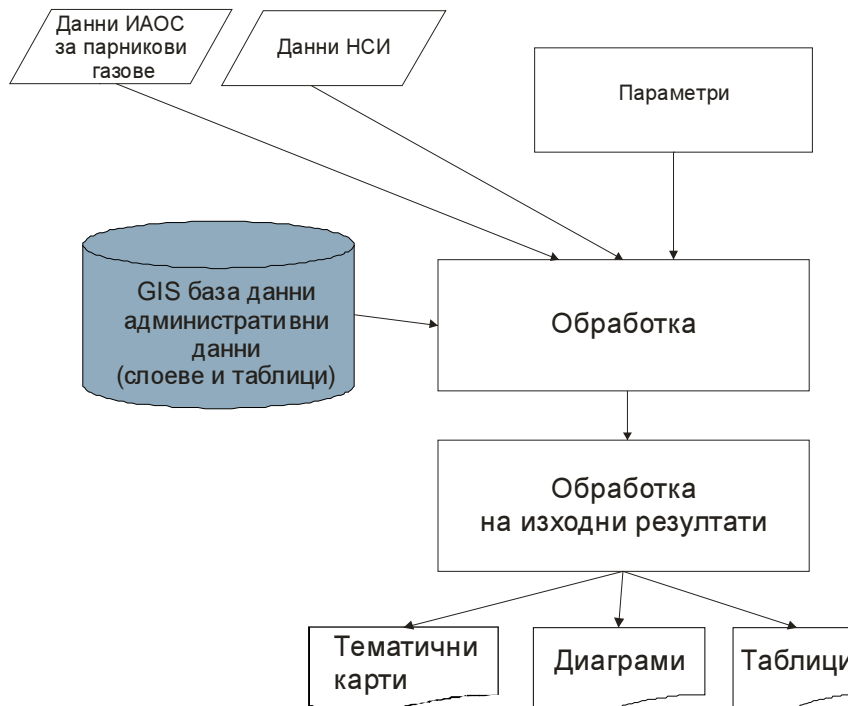 Данни ИАОС
за парникови
газове
Данни НСИ
Параметри
GIS база данни
административни
данни
(слоеве и таблици)
Обработка
Обработка
на изходни резултати
Тематични
карти
Диаграми
Таблици